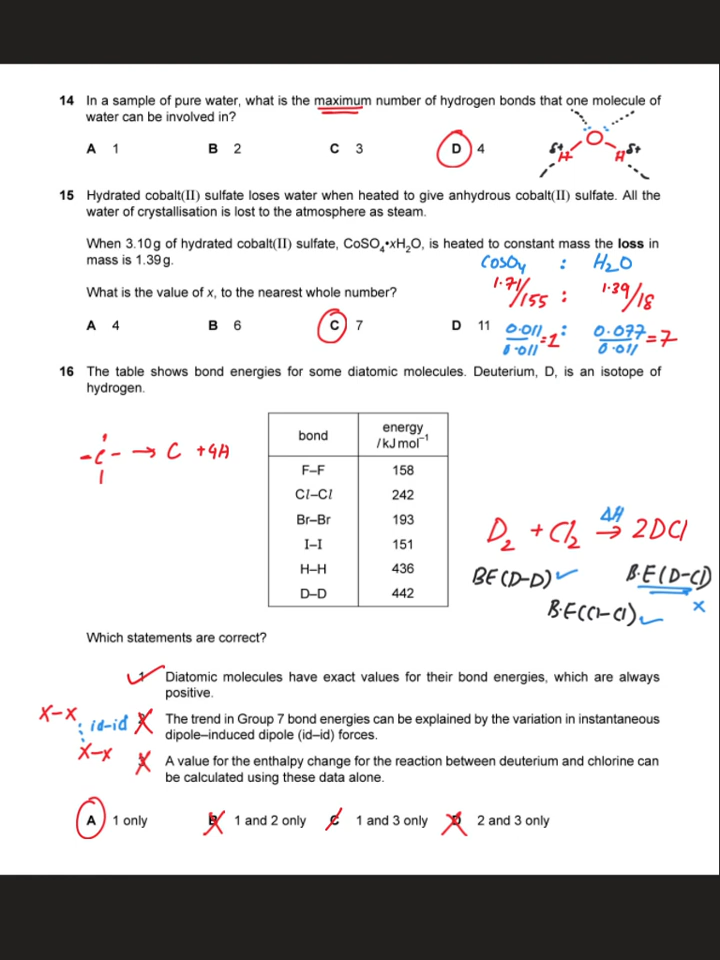 14 In a sample of pure water, what is the maximum number of hydrogen bonds that one molecule of
water can be involved in?
A 1 B 2 C 3 D 4
O
δ+ H H δ+
15 Hydrated cobalt(II) sulfate loses water when heated to give anhydrous cobalt(II) sulfate. All the
water of crystallisation is lost to the atmosphere as steam.
When 3.10g of hydrated cobalt(II) sulfate, CoSO₄•xH₂O, is heated to constant mass the loss in
mass is 1.39g.
CoSO₄ : H₂O
What is the value of x, to the nearest whole number?
1.71/155 : 1.39/18
A 4 B 6 C 7 D 11
0.011/0.011=1 : 0.077/0.011=7
16 The table shows bond energies for some diatomic molecules. Deuterium, D, is an isotope of
hydrogen.
-C- → C +4A
bond energy /kJ mol⁻¹
F–F 158
Cl–Cl 242
Br–Br 193
I–I 151
H–H 436
D–D 442
ΔH
D₂ + Cl₂ → 2DCl
BE(D-D)✓ B.E(D-Cl)
x
B.E(Cl-Cl)✓
Which statements are correct?
1 Diatomic molecules have exact values for their bond energies, which are always
positive.
X-X
id-id
X-X
The trend in Group 7 bond energies can be explained by the variation in instantaneous
dipole–induced dipole (id–id) forces.
3 A value for the enthalpy change for the reaction between deuterium and chlorine can
be calculated using these data alone.
A 1 only B 1 and 2 only C 1 and 3 only D 2 and 3 only